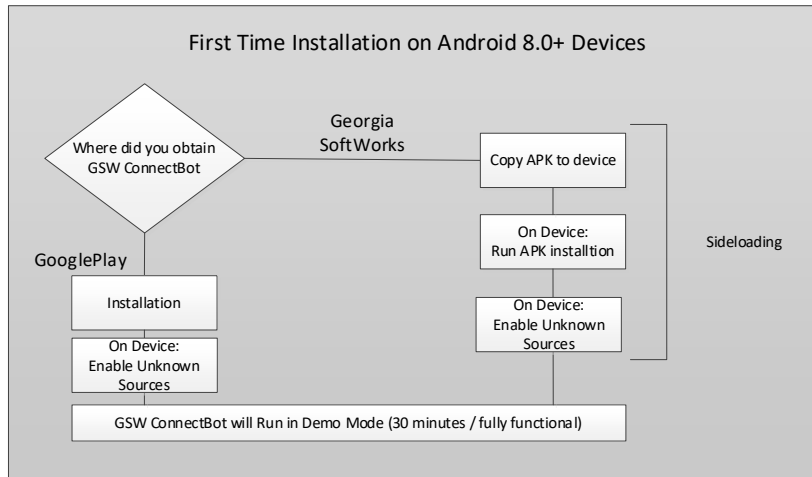 First Time Installation on Android 8.0+ Devices
Where did you obtain
GSW ConnectBot
Georgia
SoftWorks
Copy APK to device
On Device:
Run APK installtion
On Device:
Enable Unknown
Sources
Sideloading
GooglePlay
Installation
On Device:
Enable Unknown
Sources
GSW ConnectBot will Run in Demo Mode (30 minutes / fully functional)